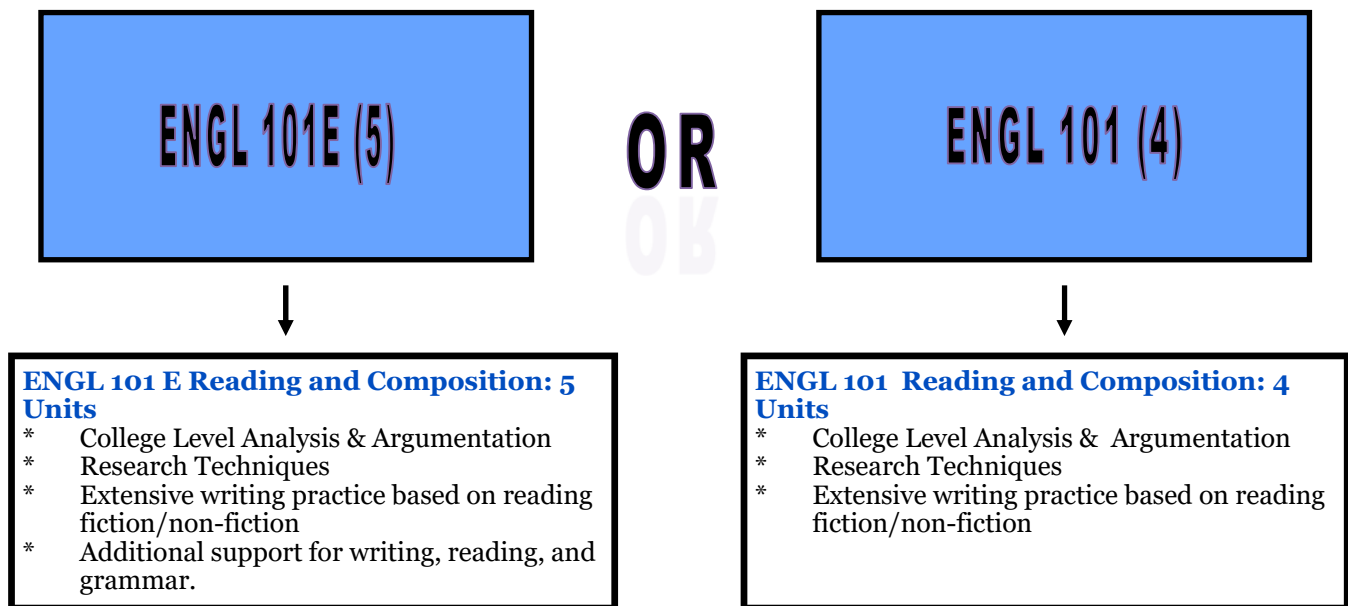 ENGL 101E (5)
OR
ENGL 101 (4)
ENGL 101 E Reading and Composition: 5
Units
* College Level Analysis & Argumentation
* Research Techniques
* Extensive writing practice based on reading
fiction/non-fiction
* Additional support for writing, reading, and
grammar.
ENGL 101 Reading and Composition: 4
Units
* College Level Analysis & Argumentation
* Research Techniques
* Extensive writing practice based on reading
fiction/non-fiction